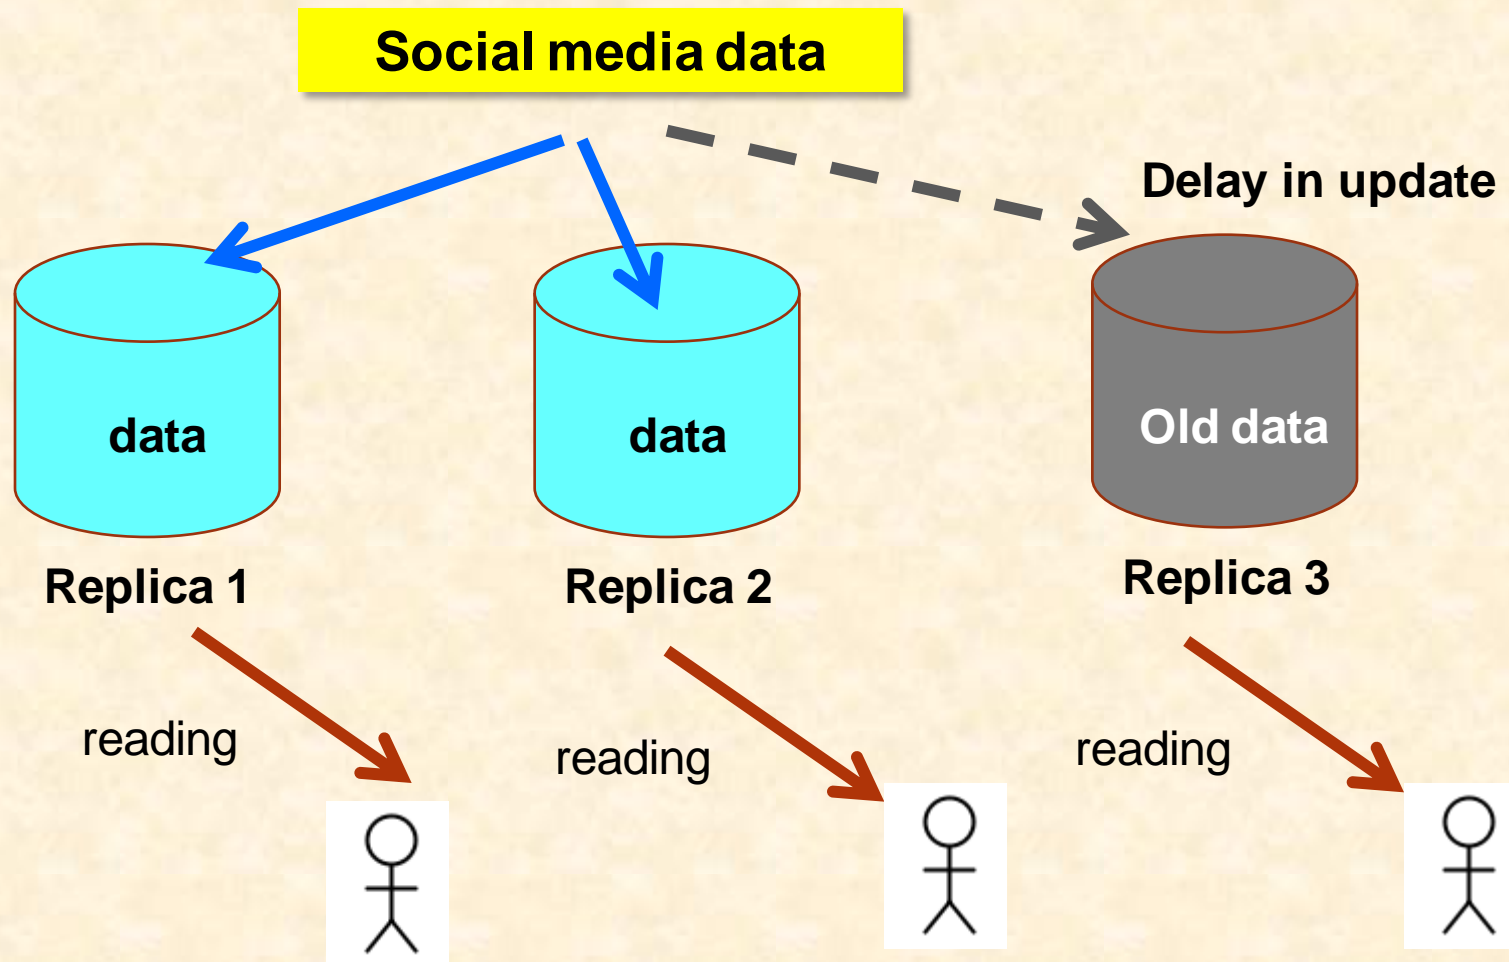 Social media data
Delay in update
data
data
Old data
Replica 1
Replica 2
Replica 3
reading
reading
reading